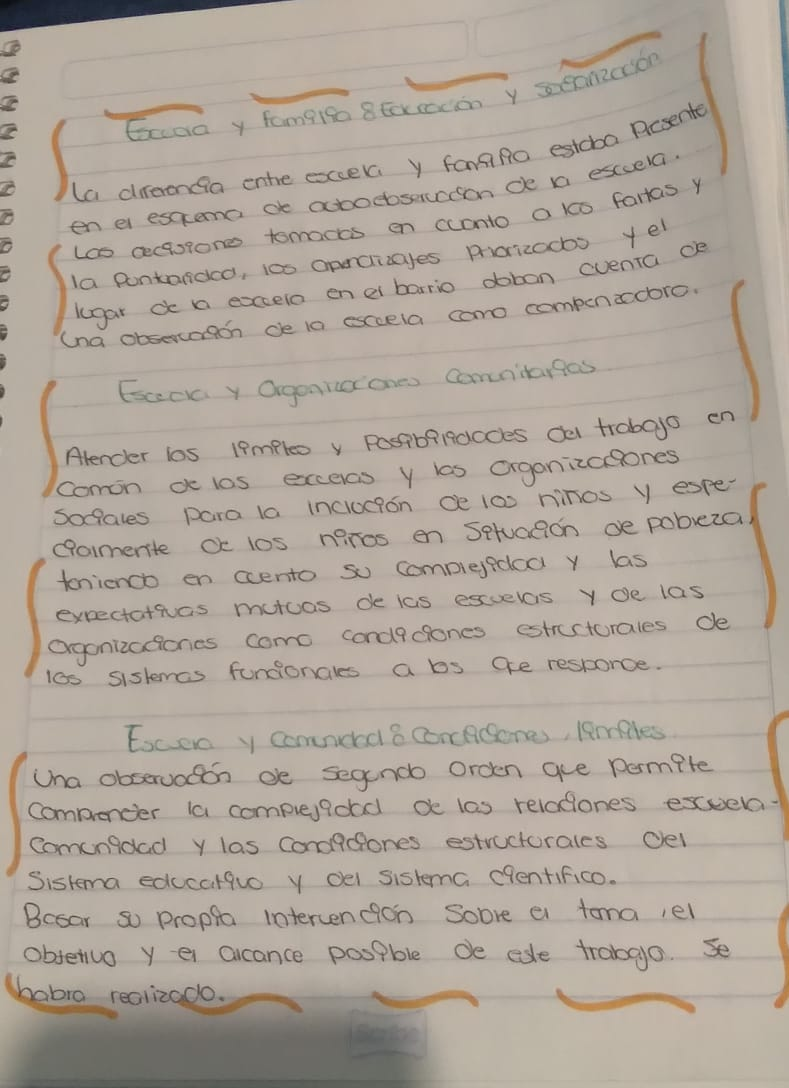 Escuela y familia: Educación y socialización
La diferencia entre escuela y familia estaba presente
en el esquema de autoobservación de la escuela.
Las decisiones tomadas en cuanto a las faltas y
la puntualidad, los aprendizajes priorizados y el
lugar de la escuela en el barrio daban cuenta de
una observación de la escuela como compenzadora.
Escuela y Organizaciones comunitarias
Atender los límites y posibilidades del trabajo en
común de las escuelas y las organizaciones
sociales para la inclución de los niños y espe-
cialmente de los niños en situación de pobreza,
teniendo en cuenta su complejidad y las
expectativas mutuas de las escuelas y de las
organizaciones como condiciones estructurales de
los sistemas funcionales a los que responde.
Escuela y comunidad: Condiciones, límites
Una observación de segundo orden que permite
comprender la complejidad de las relaciones escuela-
comunidad y las condiciones estructurales del
sistema educativo y del sistema científico.
Basar su propia intervención sobre el tema, el
objetivo y el alcance posible de este trabajo. Se
habra realizado.
Scribe